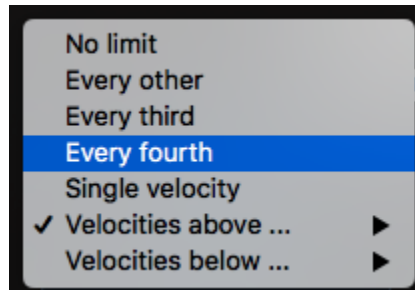 No limit
Every other
Every third
Every fourth
Single velocity
✓ Velocities above ... ▶
Velocities below ... ▶